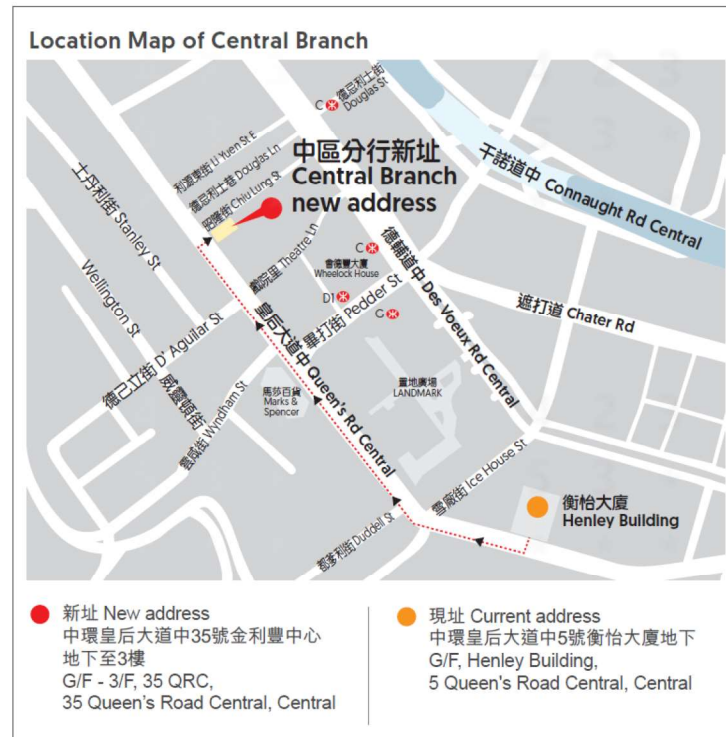 Location Map of Central Branch
德忌利士街
Douglas St
C
利源東街 Li Yuen St E
德忌利士巷 Douglas Ln
昭隆街 Chiu Lung St
中區分行新址
Central Branch
new address
干諾道中 Connaught Rd Central
士丹利街 Stanley St
Wellington St
威靈頓街
戲院里 Theatre Ln
C
會德豐大廈
Wheelock House
D1
G
畢打街 Pedder St
德輔道中 Des Voeux Rd Central
遮打道 Chater Rd
德己立街 D' Aguilar St
皇后大道中 Queen's Rd Central
置地廣場
LANDMARK
馬莎百貨
Marks &
Spencer
雲咸街 Wyndham St
雪廠街 Ice House St
都爹利街 Duddell St
衡怡大廈
Henley Building
新址 New address
中環皇后大道中35號金利豐中心
地下至3樓
G/F - 3/F, 35 QRC,
35 Queen's Road Central, Central
現址 Current address
中環皇后大道中5號衡怡大廈地下
G/F, Henley Building,
5 Queen's Road Central, Central